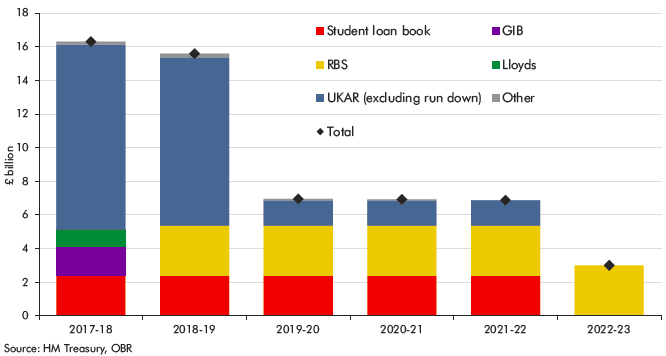 18
16
14
12
10
8
6
4
2
0
£ billion
Student loan book
GIB
RBS
Lloyds
UKAR (excluding run down)
Other
Total
2017-18 2018-19 2019-20 2020-21 2021-22 2022-23
Source: HM Treasury, OBR